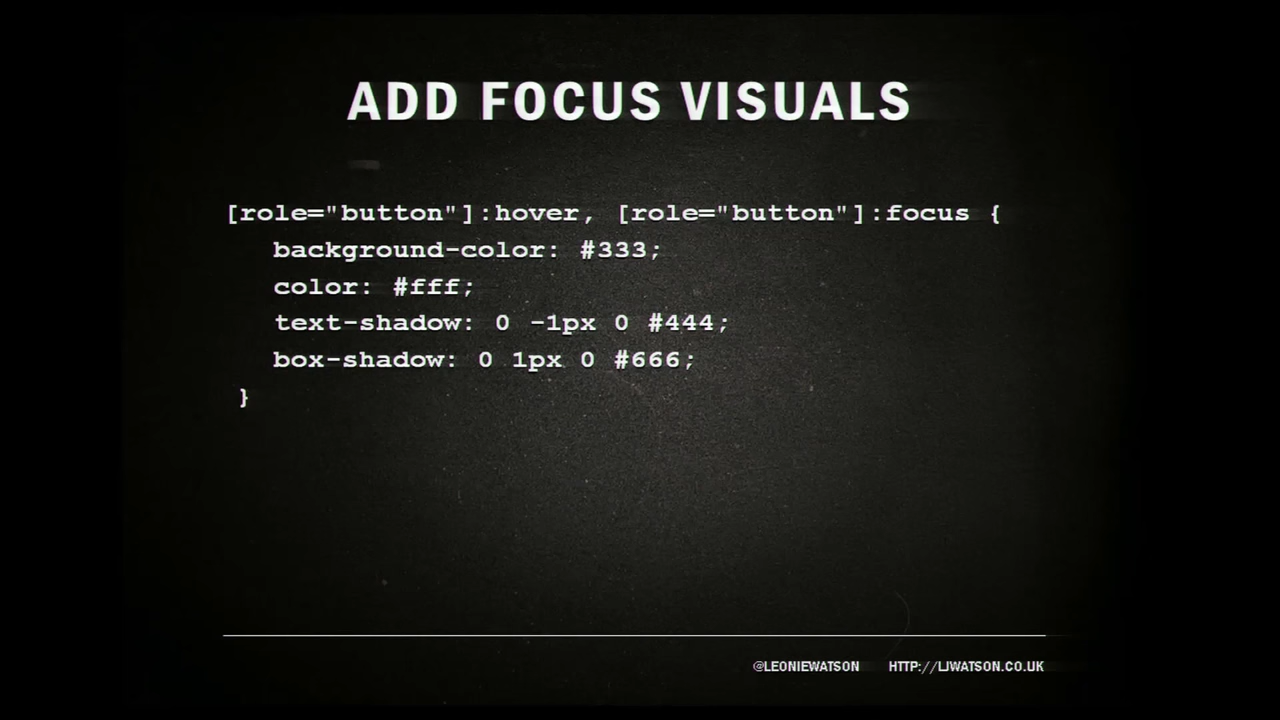 ADD FOCUS VISUALS
[role="button"]:hover, [role="button"]:focus {
background-color: #333;
color: #fff;
text-shadow: 0 -1px 0 #444;
box-shadow: 0 1px 0 #666;
}
@LEONIEWATSON HTTP://LJWATSON.CO.UK